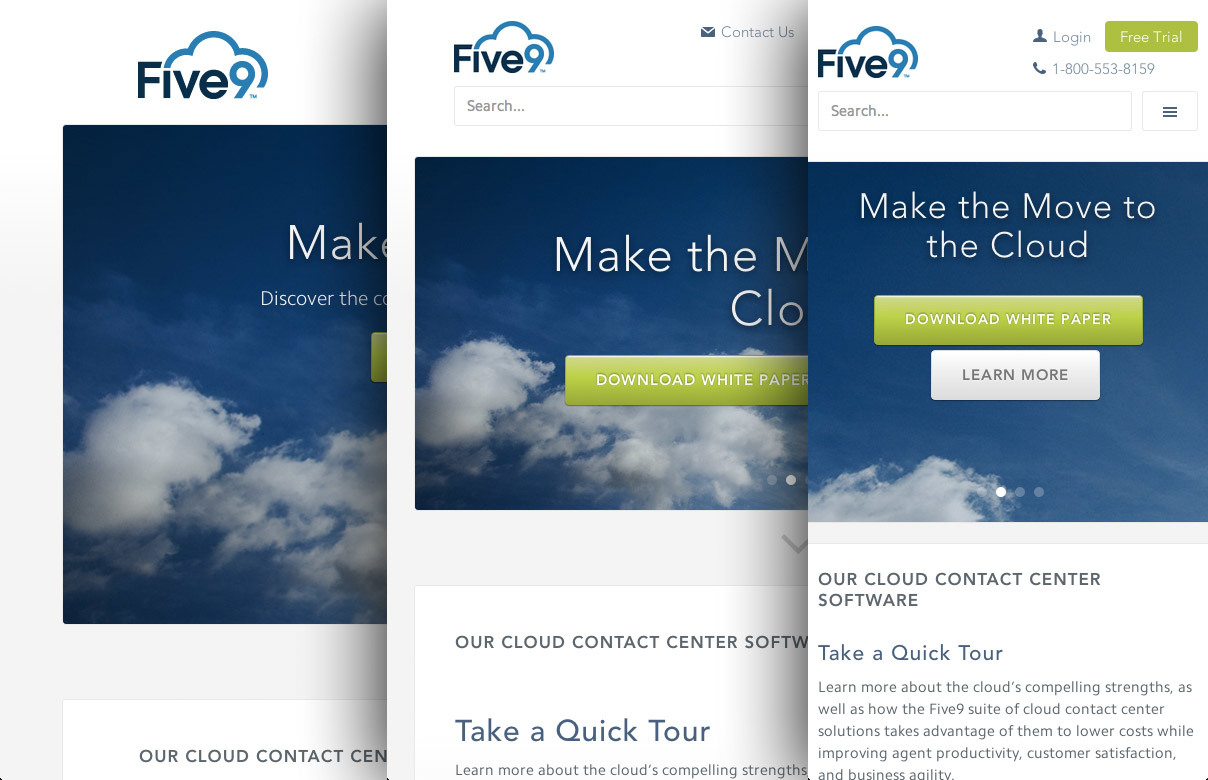 Five9™
Make
Discover the co
OUR CLOUD CONTACT CEN
Five9™
Contact Us
Search...
Make the M
Clo
DOWNLOAD WHITE PAPER
OUR CLOUD CONTACT CENTER SOFTW
Take a Quick Tour
Learn more about the cloud’s compelling strengths,
Five9™
Login
Free Trial
1-800-553-8159
Search...
Make the Move to
the Cloud
DOWNLOAD WHITE PAPER
LEARN MORE
OUR CLOUD CONTACT CENTER
SOFTWARE
Take a Quick Tour
Learn more about the cloud’s compelling strengths, as
well as how the Five9 suite of cloud contact center
solutions takes advantage of them to lower costs while
improving agent productivity, customer satisfaction,
and business agility.